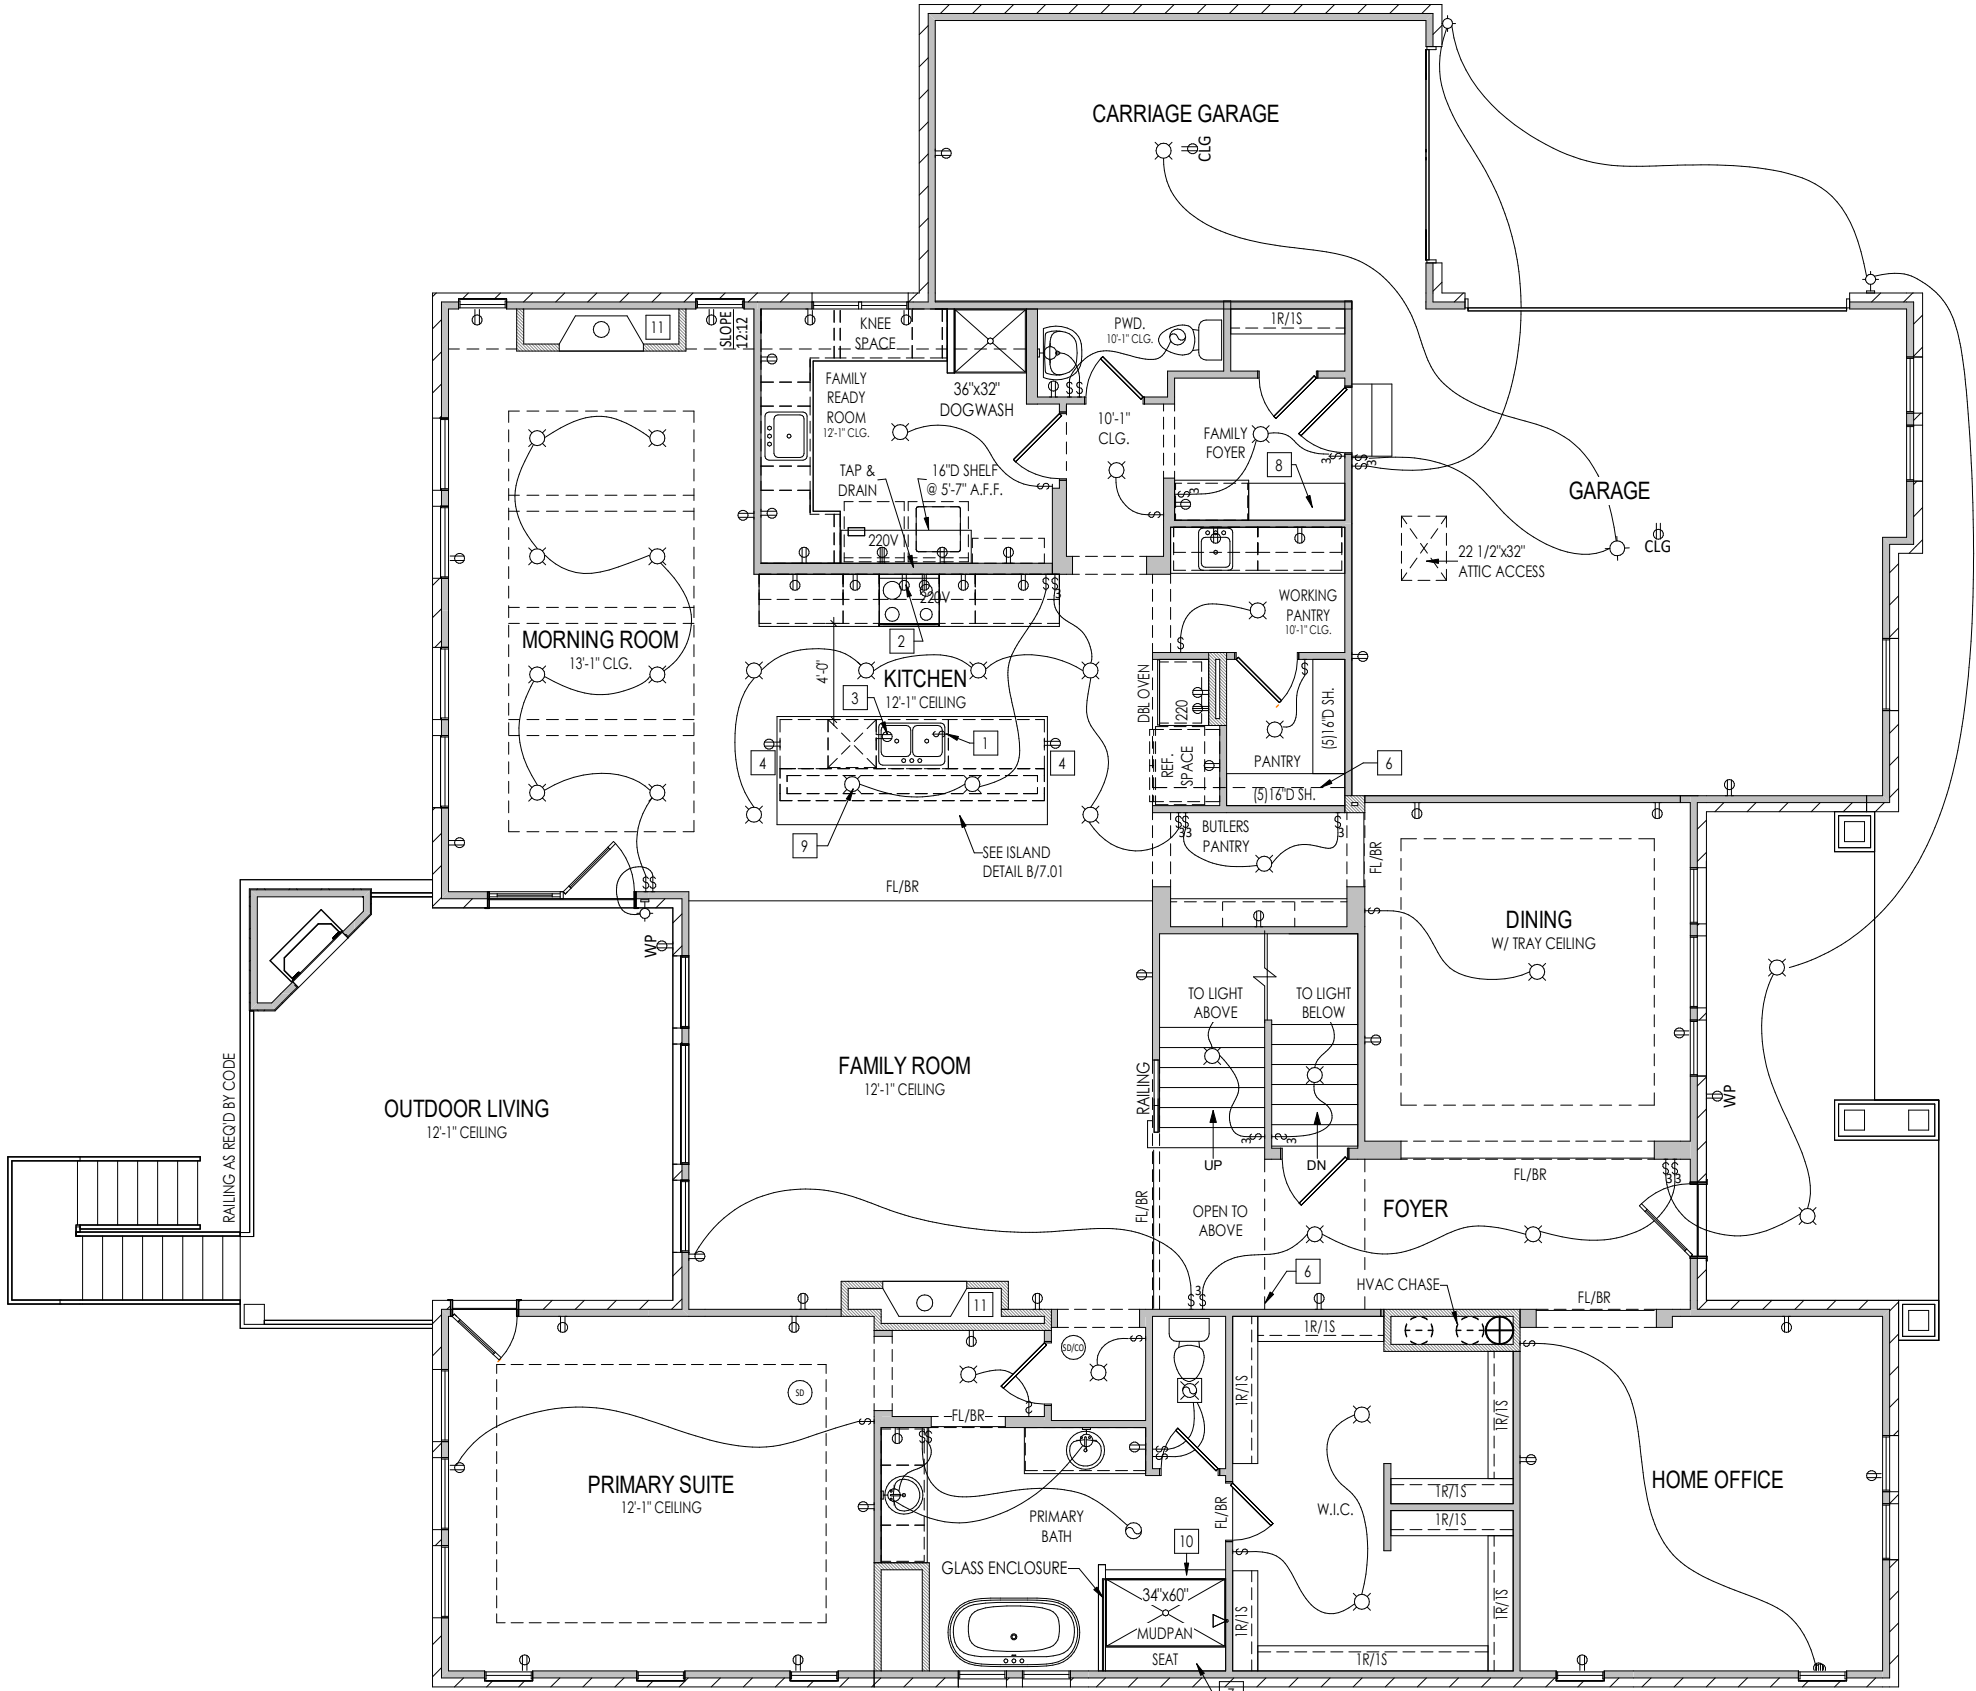 CARRIAGE GARAGE
CLG
KNEE
SPACE
SLOPE
12:12
11
PWD.
10'-1" CLG.
1R/1S
FAMILY
READY
ROOM
12'-1" CLG.
36"x32"
DOGWASH
10'-1"
CLG.
FAMILY
FOYER
8
TAP &
DRAIN
16"D SHELF
@ 5'-7" A.F.F.
220V
GARAGE
CLG
22 1/2"x32"
ATTIC ACCESS
220V
2
WORKING
PANTRY
10'-1" CLG.
MORNING ROOM
13'-1" CLG.
4'-0"
KITCHEN
12'-1" CEILING
3
1
4
4
DBL OVEN
220
REF.
SPACE
PANTRY
(5)16"D SH.
(5)16"D SH.
6
9
SEE ISLAND
DETAIL B/7.01
BUTLERS
PANTRY
FL/BR
FL/BR
DINING
W/ TRAY CEILING
WP
TO LIGHT
ABOVE
TO LIGHT
BELOW
FAMILY ROOM
12'-1" CEILING
RAILING
WP
OUTDOOR LIVING
12'-1" CEILING
RAILING AS REQ'D BY CODE
UP
DN
FL/BR
FL/BR
OPEN TO
ABOVE
FOYER
6
HVAC CHASE
FL/BR
11
1R/1S
SD/CO
SD
FL/BR
1R/1S
1R/1S
PRIMARY SUITE
12'-1" CEILING
HOME OFFICE
1R/1S
W.I.C.
1R/1S
FL/BR
PRIMARY
BATH
10
GLASS ENCLOSURE
34"x60"
MUDPAN
SEAT
1R/1S
1R/1S
1R/1S